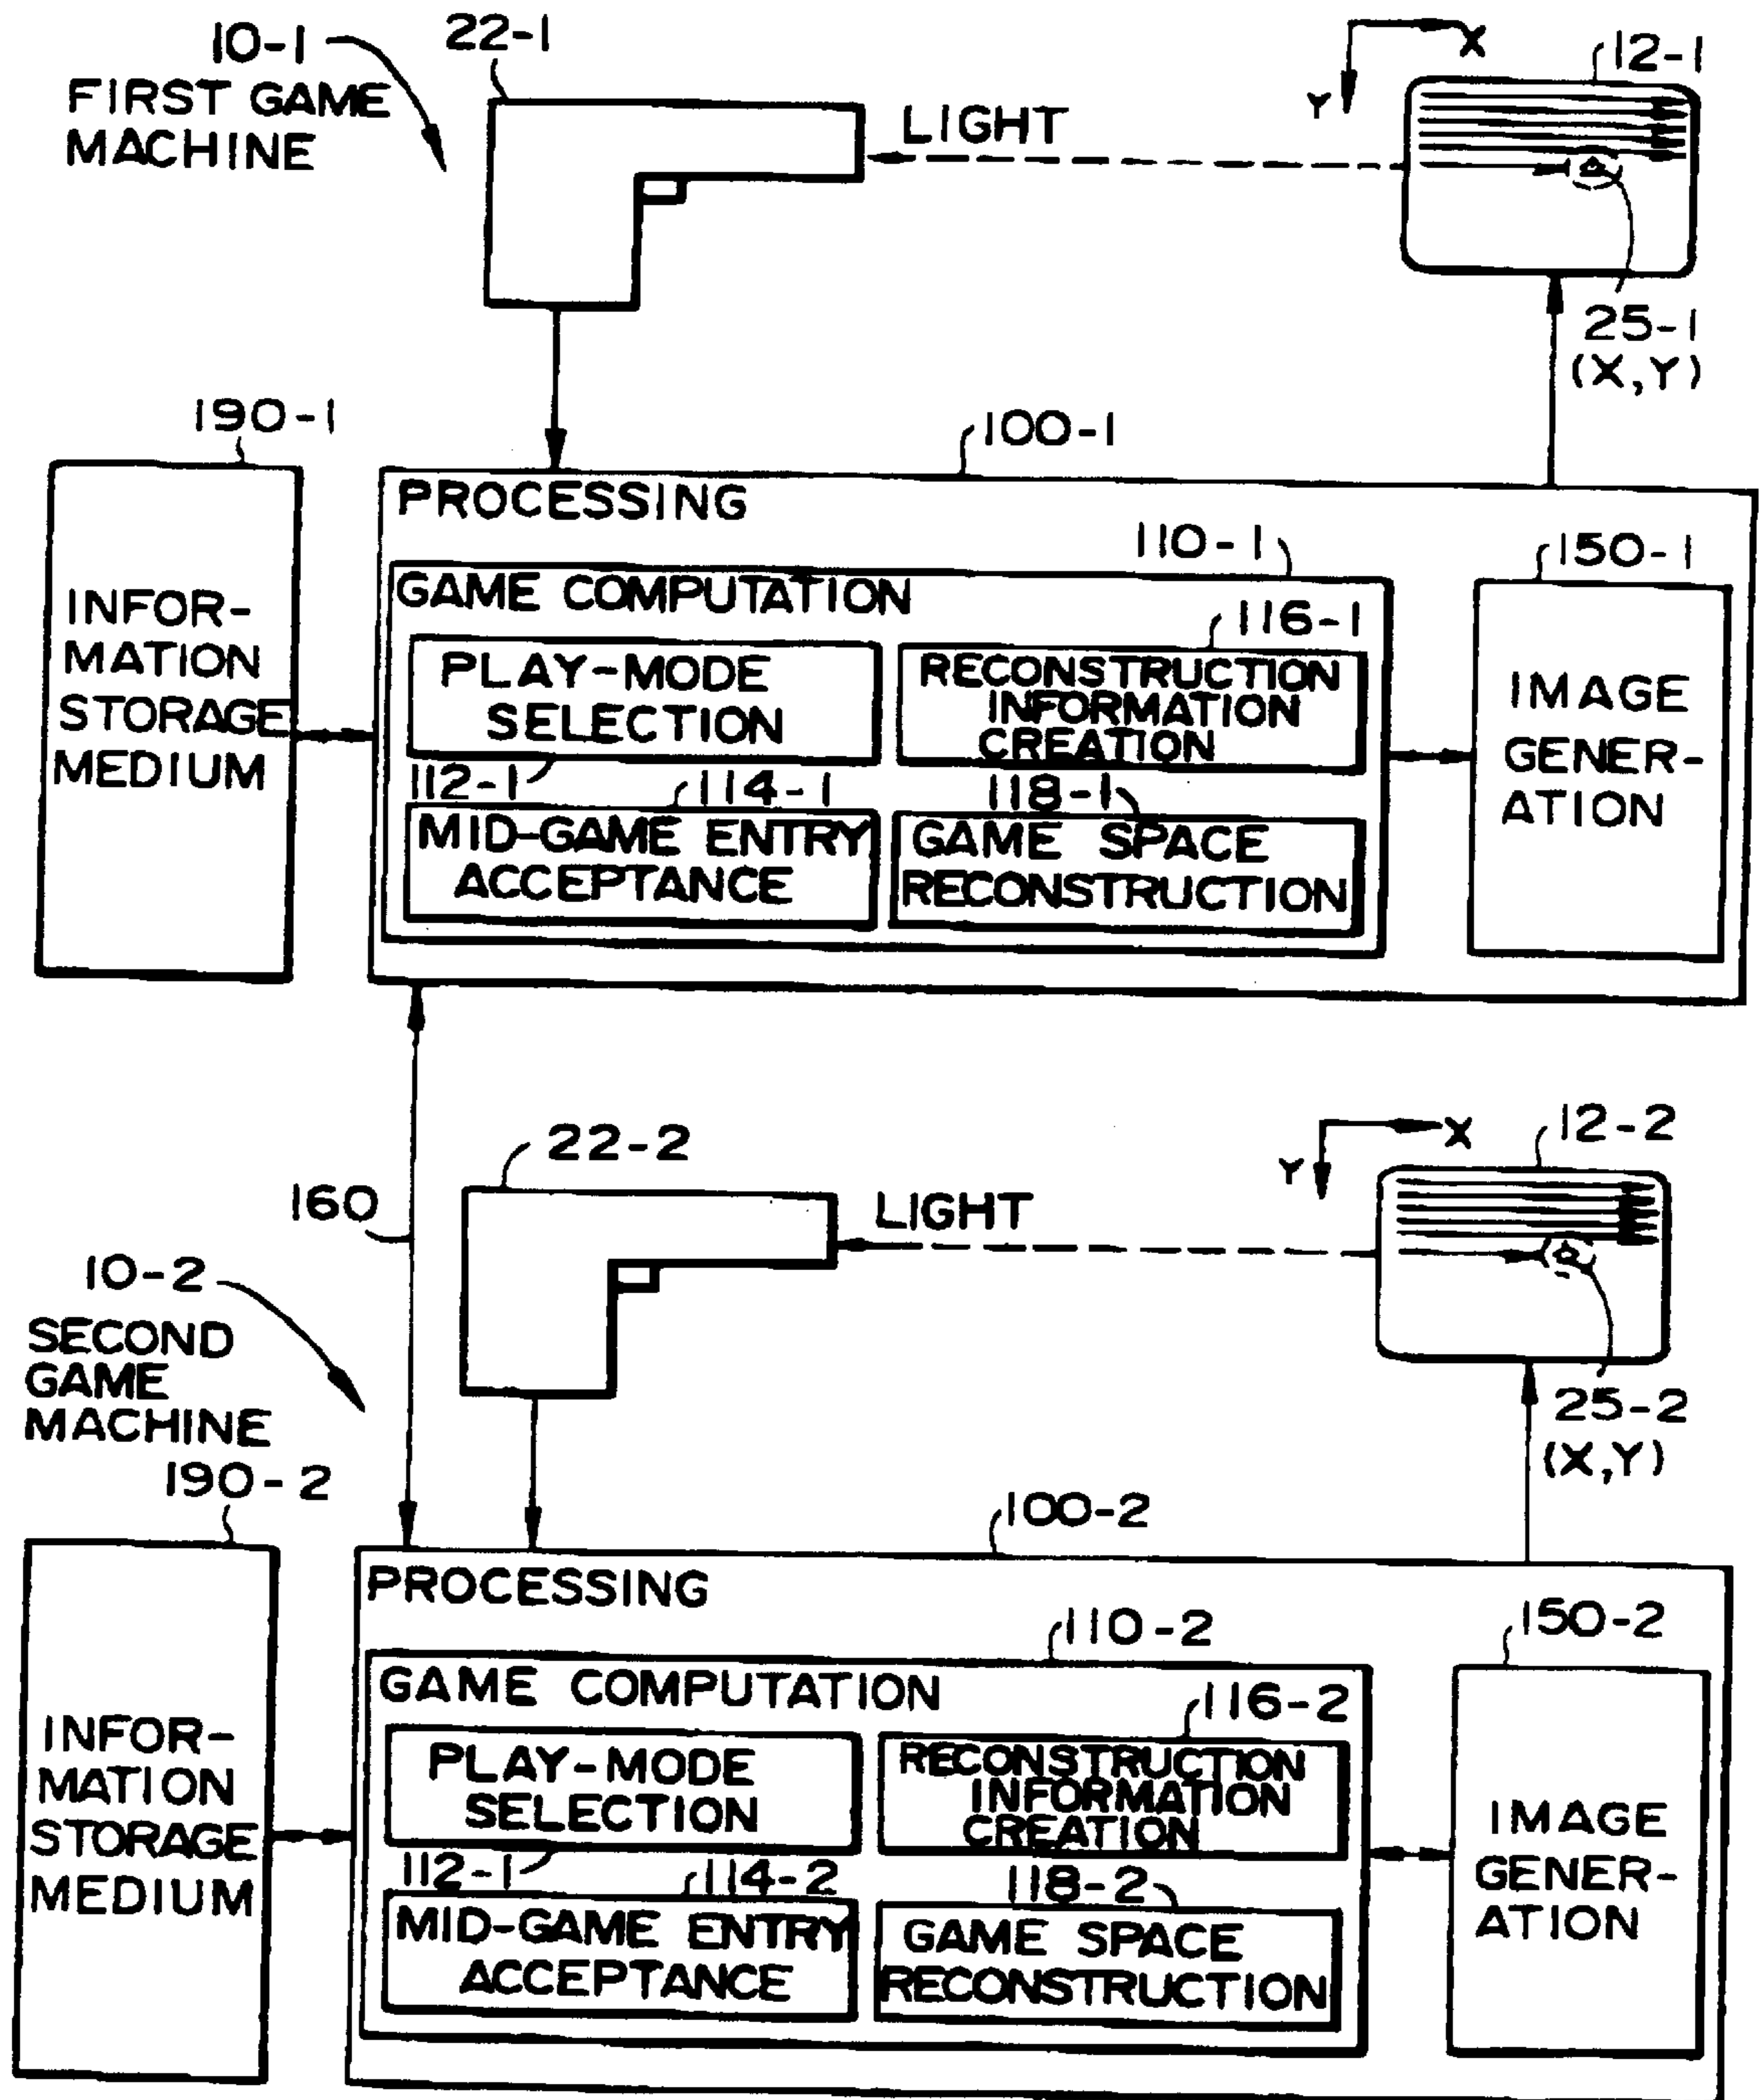 10-1
FIRST GAME
MACHINE
22-1
LIGHT
X
Y
12-1
25-1
(X,Y)
190-1
INFOR-
MATION
STORAGE
MEDIUM
100-1
PROCESSING
110-1
GAME COMPUTATION
PLAY-MODE
SELECTION
112-1
116-1
RECONSTRUCTION
INFORMATION
CREATION
114-1
MID-GAME ENTRY
ACCEPTANCE
118-1
GAME SPACE
RECONSTRUCTION
150-1
IMAGE
GENER-
ATION
160
10-2
SECOND
GAME
MACHINE
22-2
LIGHT
X
Y
12-2
25-2
(X,Y)
190-2
INFOR-
MATION
STORAGE
MEDIUM
100-2
PROCESSING
110-2
GAME COMPUTATION
PLAY-MODE
SELECTION
112-1
116-2
RECONSTRUCTION
INFORMATION
CREATION
114-2
MID-GAME ENTRY
ACCEPTANCE
118-2
GAME SPACE
RECONSTRUCTION
150-2
IMAGE
GENER-
ATION